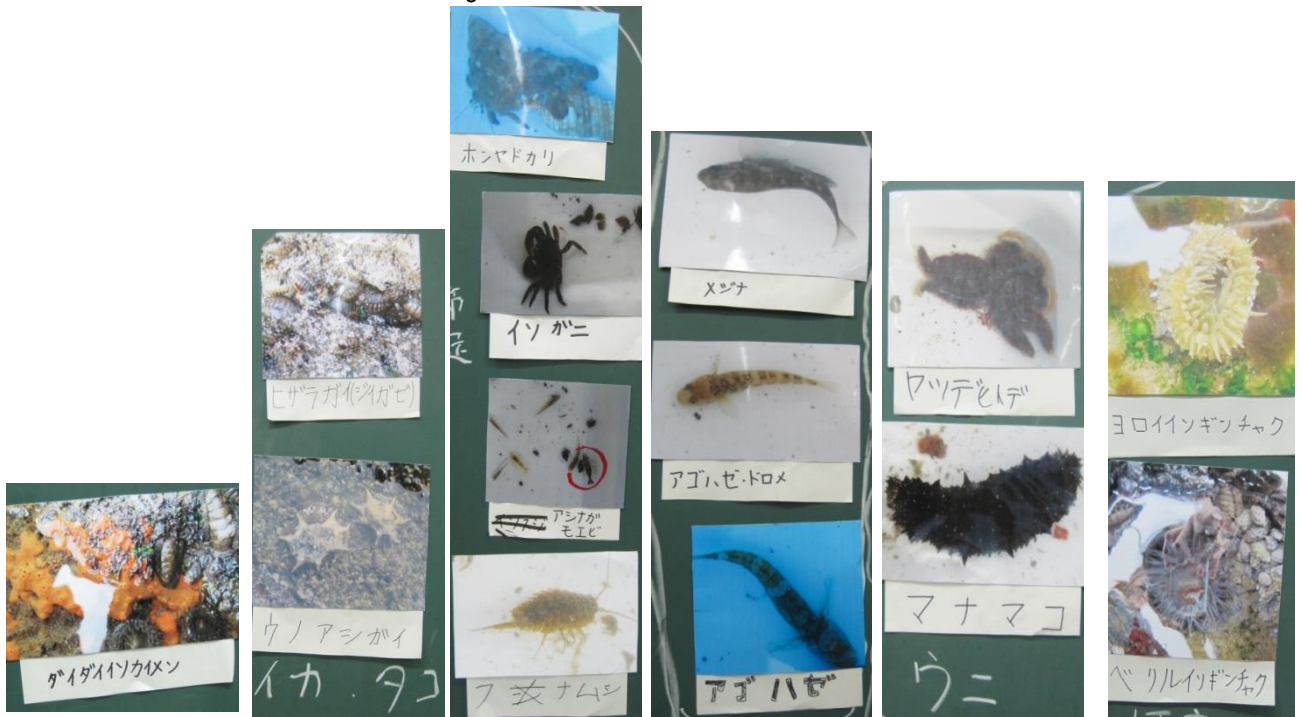 ダイダイイソカイメン
ヒザラガイ(ジイガセ)
ウノアシガイ
イカ・タコ
ホンヤドカリ
イソガニ
節
足
アシナガ
モエビ
フナムシ
メジナ
アゴハゼ・ドロメ
アゴハゼ
ヤツデヒトデ
マナマコ
ウニ
ヨロイイソギンチャク
ベリルイソギンチャク